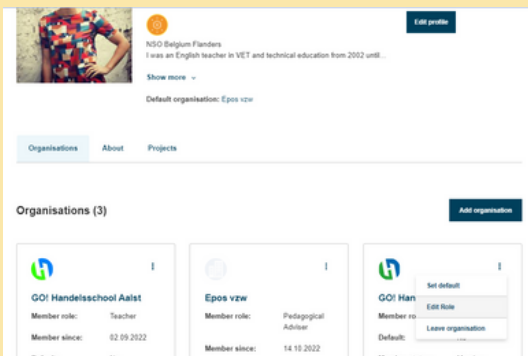 Edit profile
NSO Belgium Flanders
I was an English teacher in VET and technical education from 2002 until...
Show more
Default organisation: Epos vzw
Organisations About Projects
Organisations (3)
Add organisation
GO! Handelsschool Aalst
Member role: Teacher
Member since: 02.09.2022
Epos vzw
Member role: Pedagogical Adviser
Member since: 14.10.2022
GO! Han
Member ro
Default:
Set default
Edit Role
Leave organisation